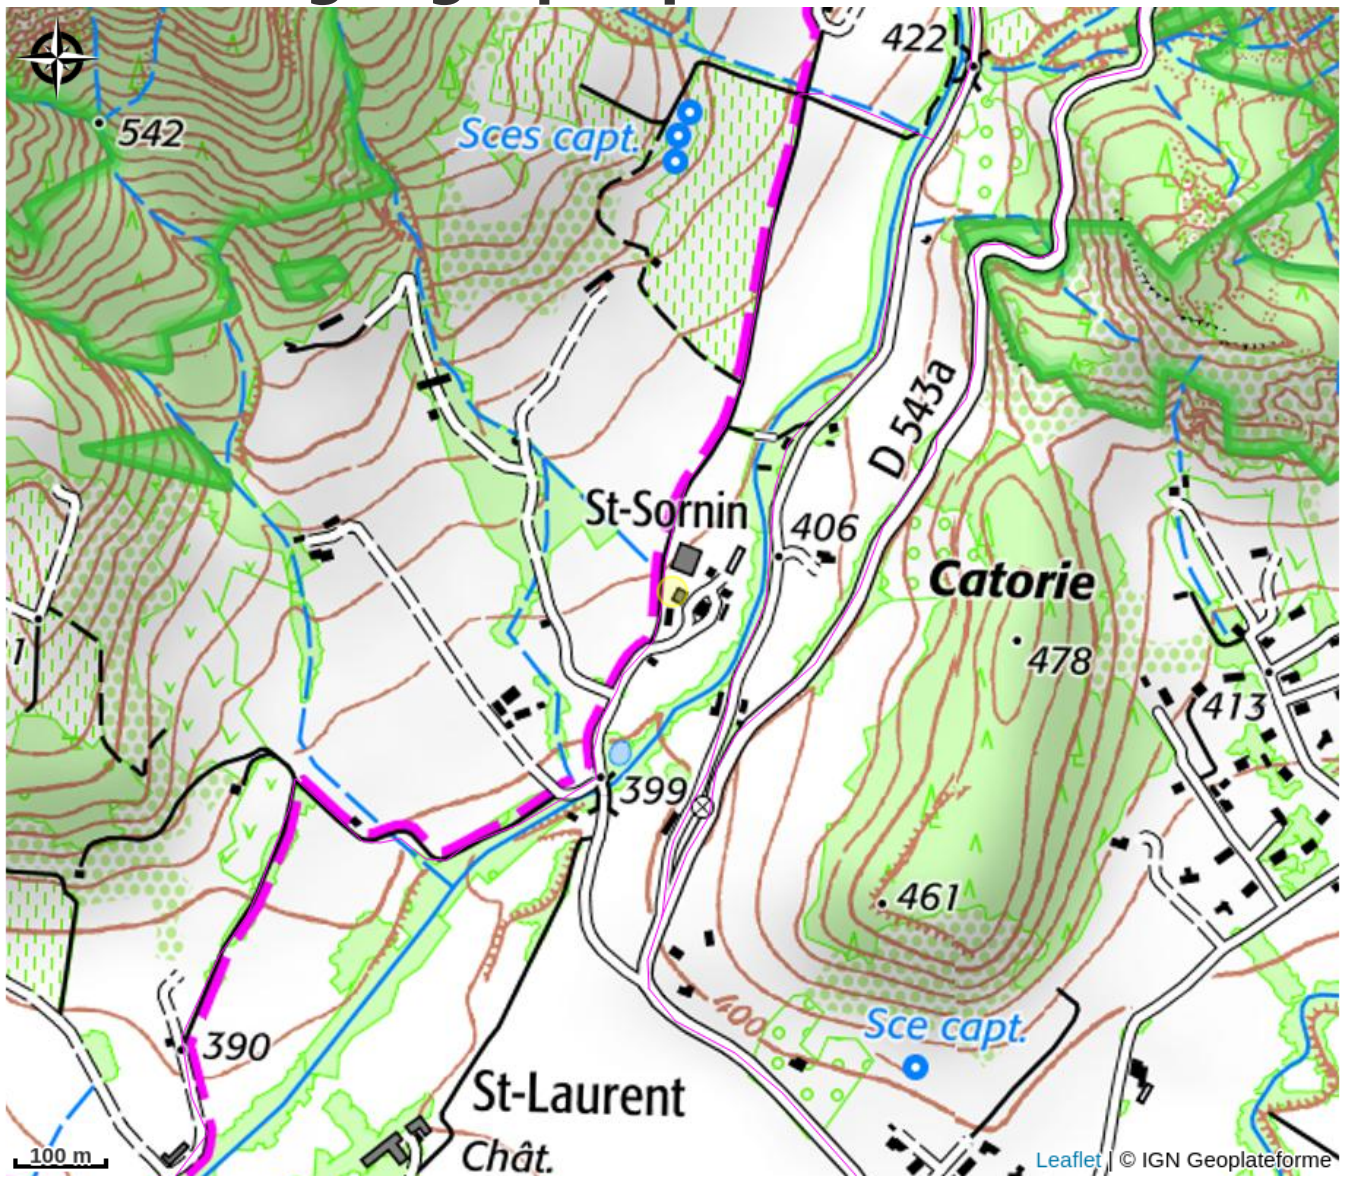 422
542
Sces capt.
D 543a
St-Sornin
406
Catorie
478
1
413
399
461
400
Sce capt.
390
St-Laurent
Chât.
100 m
Leaflet | © IGN Geoplateforme